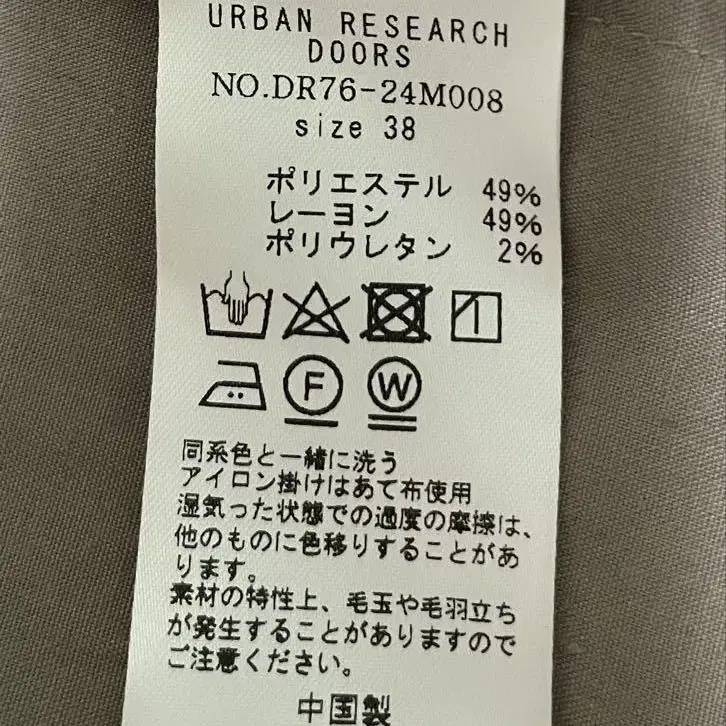 URBAN RESEARCH
DOORS
NO.DR76-24M008
size 38
ポリエステル 49%
レーヨン 49%
ポリウレタン 2%
F W
同系色と一緒に洗う
アイロン掛けはあて布使用
湿気った状態での過度の摩擦は、
他のものに色移りすることがあ
ります。
素材の特性上、毛玉や毛羽立ち
が発生することがありますので
ご注意ください。
中国製